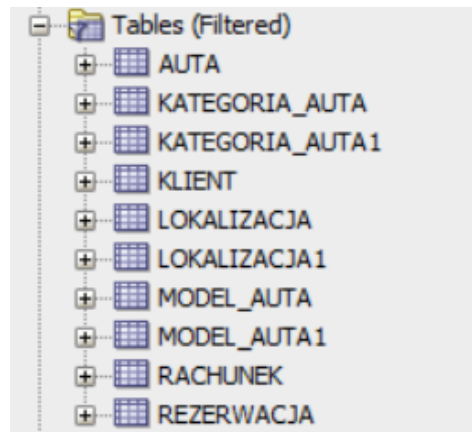 Tables (Filtered)
AUTA
KATEGORIA_AUTA
KATEGORIA_AUTA1
KLIENT
LOKALIZACJA
LOKALIZACJA1
MODEL_AUTA
MODEL_AUTA1
RACHUNEK
REZERWACJA